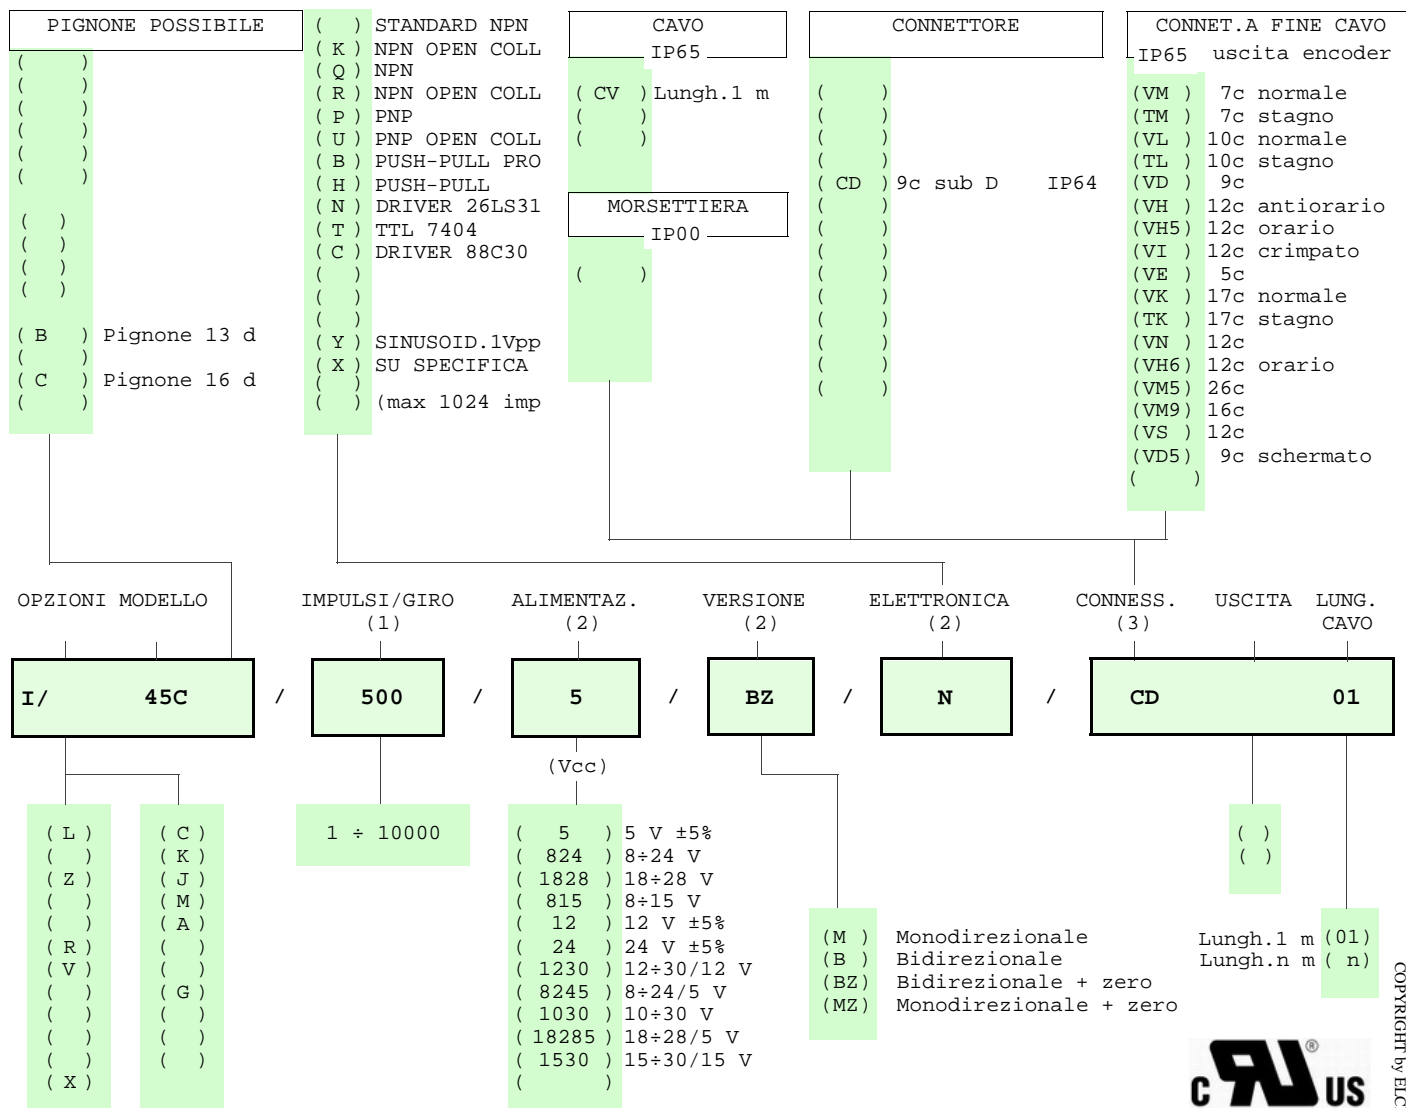 PIGNONE POSSIBILE
(     )
(     )
(     )
(     )
(     )
(     )
(   )
(   )
(   )
(   )
( B   ) Pignone 13 d
(     )
( C   ) Pignone 16 d
(     )
(   ) STANDARD NPN
( K ) NPN OPEN COLL
( Q ) NPN
( R ) NPN OPEN COLL
( P ) PNP
( U ) PNP OPEN COLL
( B ) PUSH-PULL PRO
( H ) PUSH-PULL
( N ) DRIVER 26LS31
( T ) TTL 7404
( C ) DRIVER 88C30
(   )
(   )
(   )
( Y ) SINUSOID.1Vpp
( X ) SU SPECIFICA
(   )
(   ) (max 1024 imp
CAVO
IP65
( CV ) Lungh.1 m
(    )
(    )
MORSETTIERA
IP00
(    )
CONNETTORE
(    )
(    )
(    )
(    )
( CD ) 9c sub D IP64
(    )
(    )
(    )
(    )
(    )
(    )
(    )
(    )
(    )
CONNET.A FINE CAVO
IP65 uscita encoder
(VM ) 7c normale
(TM ) 7c stagno
(VL ) 10c normale
(TL ) 10c stagno
(VD ) 9c
(VH ) 12c antiorario
(VH5) 12c orario
(VI ) 12c crimpato
(VE ) 5c
(VK ) 17c normale
(TK ) 17c stagno
(VN ) 12c
(VH6) 12c orario
(VM5) 26c
(VM9) 16c
(VS ) 12c
(VD5) 9c schermato
(    )
OPZIONI MODELLO IMPULSI/GIRO ALIMENTAZ. VERSIONE ELETTRONICA CONNESS. USCITA LUNG.
(1) (2) (2) (2) (3) CAVO
I/ 45C / 500 / 5 / BZ / N / CD 01
(Vcc)
( L )
(   )
( Z )
(   )
(   )
( R )
( V )
(   )
(   )
(   )
(   )
( X )
( C )
( K )
( J )
( M )
( A )
(   )
(   )
( G )
(   )
(   )
(   )
1 ÷ 10000
( 5 ) 5 V ±5%
( 824 ) 8÷24 V
( 1828 ) 18÷28 V
( 815 ) 8÷15 V
( 12 ) 12 V ±5%
( 24 ) 24 V ±5%
( 1230 ) 12÷30/12 V
( 8245 ) 8÷24/5 V
( 1030 ) 10÷30 V
( 18285 ) 18÷28/5 V
( 1530 ) 15÷30/15 V
(      )
(M ) Monodirezionale
(B ) Bidirezionale
(BZ) Bidirezionale + zero
(MZ) Monodirezionale + zero
( )
( )
Lungh.1 m (01)
Lungh.n m ( n)
COPYRIGHT by ELC
C RU ® US